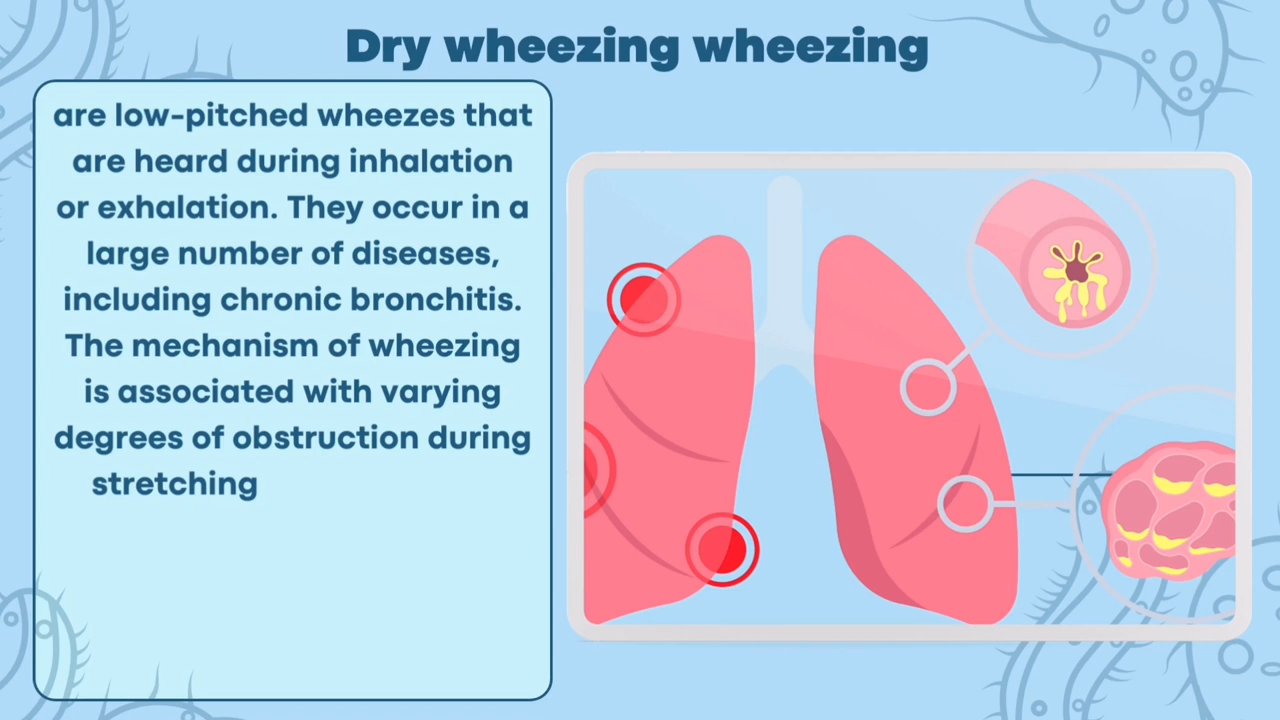 Dry wheezing wheezing
are low-pitched wheezes that
are heard during inhalation
or exhalation. They occur in a
large number of diseases,
including chronic bronchitis.
The mechanism of wheezing
is associated with varying
degrees of obstruction during
stretching